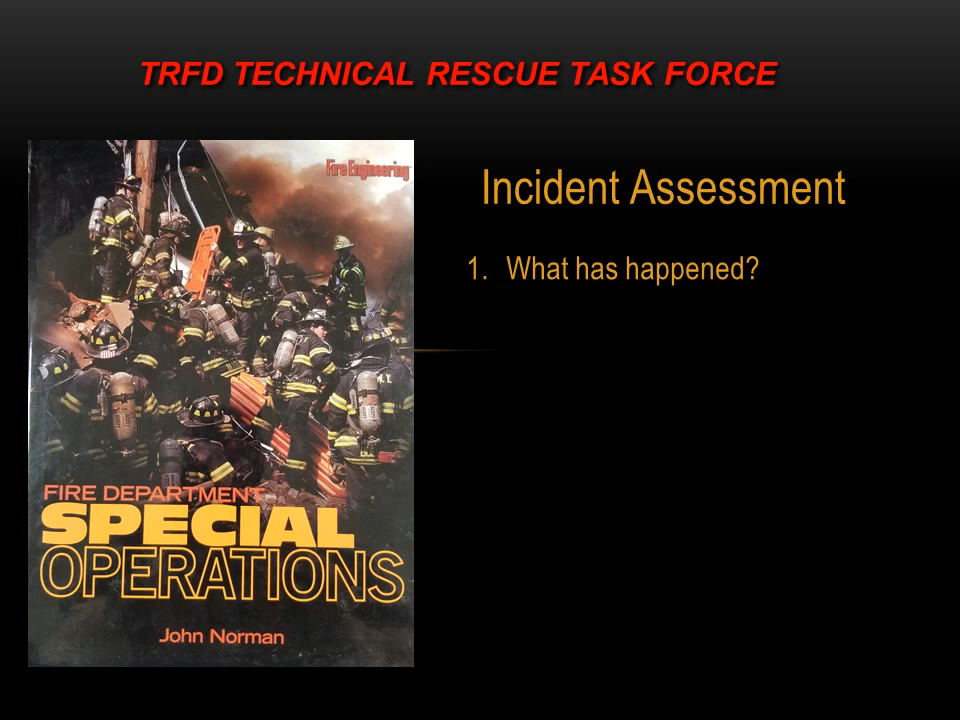 TRFD TECHNICAL RESCUE TASK FORCE
Fire Engineering
FIRE DEPARTMENT
SPECIAL
OPERATIONS
John Norman
Incident Assessment
1. What has happened?